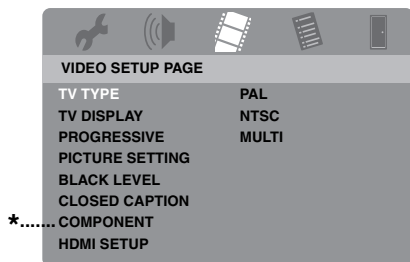 VIDEO SETUP PAGE
TV TYPE PAL
TV DISPLAY NTSC
PROGRESSIVE MULTI
PICTURE SETTING
BLACK LEVEL
CLOSED CAPTION
*....... COMPONENT
HDMI SETUP